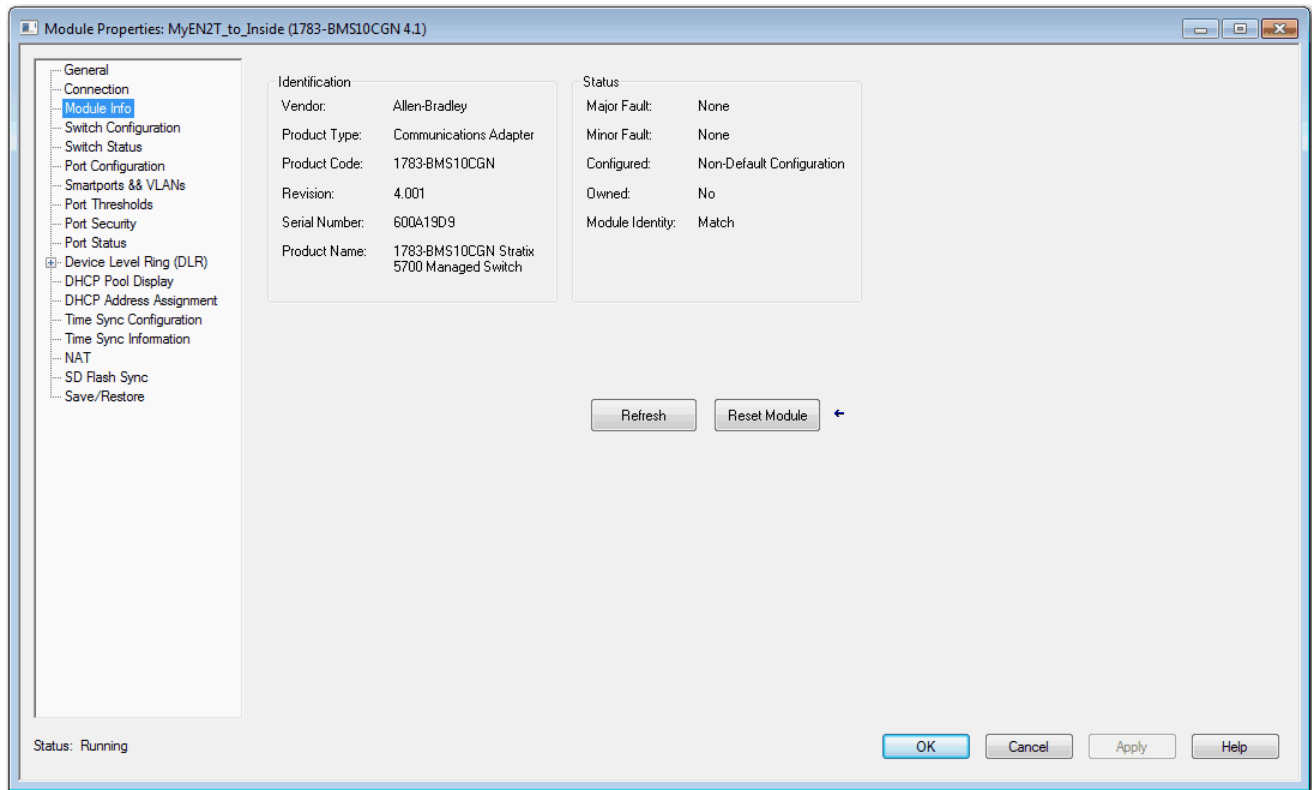 Module Properties: MyEN2T_to_Inside (1783-BMS10CGN 4.1)
General
Connection
Module Info
Switch Configuration
Switch Status
Port Configuration
Smartports && VLANs
Port Thresholds
Port Security
Port Status
Device Level Ring (DLR)
DHCP Pool Display
DHCP Address Assignment
Time Sync Configuration
Time Sync Information
NAT
SD Flash Sync
Save/Restore
Identification
Vendor: Allen-Bradley
Product Type: Communications Adapter
Product Code: 1783-BMS10CGN
Revision: 4.001
Serial Number: 600A19D9
Product Name: 1783-BMS10CGN Stratix
5700 Managed Switch
Status
Major Fault: None
Minor Fault: None
Configured: Non-Default Configuration
Owned: No
Module Identity: Match
Refresh
Reset Module
Status: Running
OK
Cancel
Apply
Help